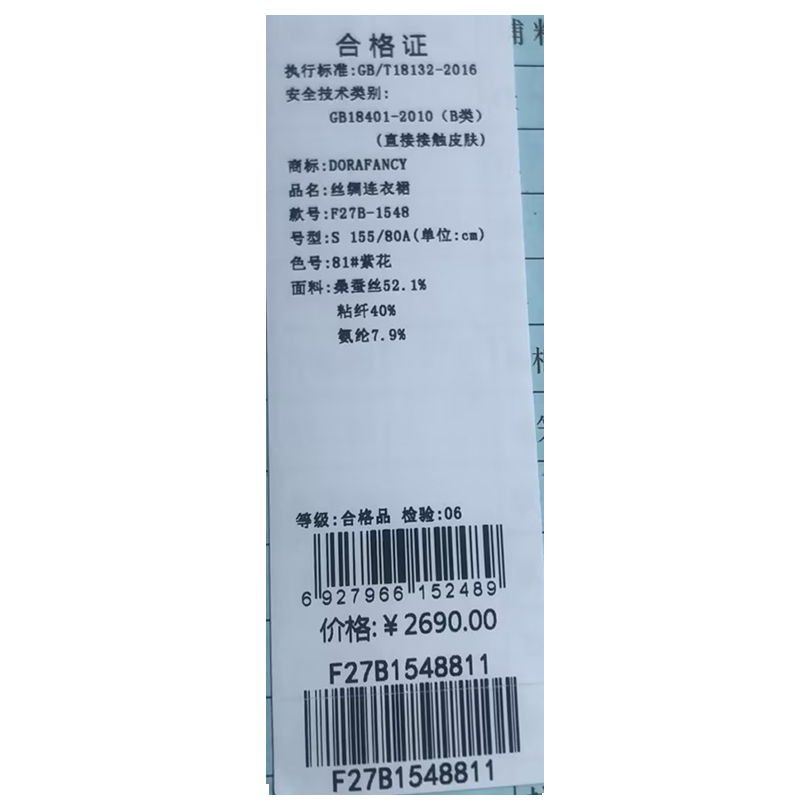 合格证
执行标准:GB/T18132-2016
安全技术类别:
GB18401-2010（B类）
(直接接触皮肤)
商标:DORAFANCY
品名:丝绸连衣裙
款号:F27B-1548
号型:S 155/80A(单位:cm)
色号:81#紫花
面料:桑蚕丝52.1%
粘纤40%
氨纶7.9%
等级:合格品 检验:06
6 927966 152489
价格:¥2690.00
F27B1548811
F27B1548811